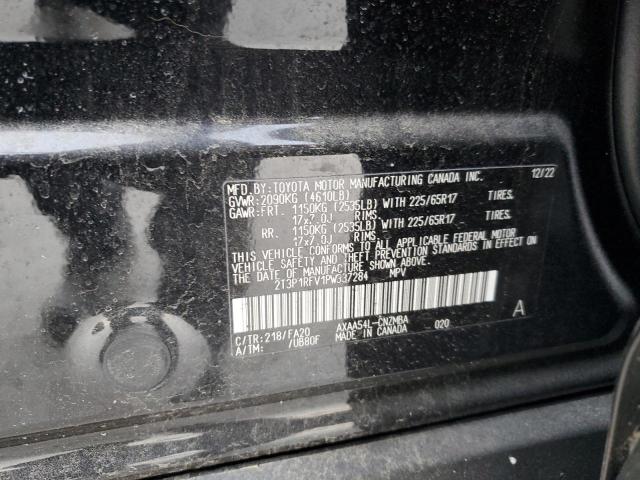 MFD. BY: TOYOTA MOTOR MANUFACTURING CANADA INC. 12/22
GVWR: 2090KG (4610LB)
GAWR: FRT. 1150KG (2535LB) WITH 225/65R17 TIRES.
17x7.0J RIMS.
RR. 1150KG (2535LB) WITH 225/65R17 TIRES.
17x7.0J RIMS.
THIS VEHICLE CONFORMS TO ALL APPLICABLE FEDERAL MOTOR
VEHICLE SAFETY AND THEFT PREVENTION STANDARDS IN EFFECT ON
THE DATE OF MANUFACTURE SHOWN ABOVE.
2T3P1RFV1PW337284 MPV
A
C/TR: 218/FA20 AXAA54L-CNZMBA 020
A/TM: /UB80F MADE IN CANADA